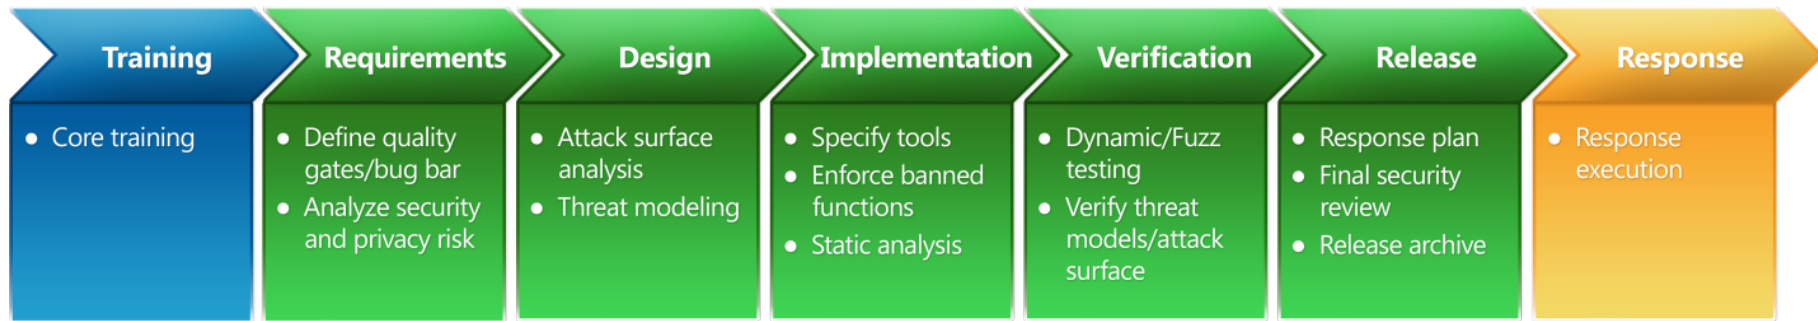 Training
• Core training
Requirements
• Define quality
gates/bug bar
• Analyze security
and privacy risk
Design
• Attack surface
analysis
• Threat modeling
Implementation
• Specify tools
• Enforce banned
functions
• Static analysis
Verification
• Dynamic/Fuzz
testing
• Verify threat
models/attack
surface
Release
• Response plan
• Final security
review
• Release archive
Response
• Response
execution